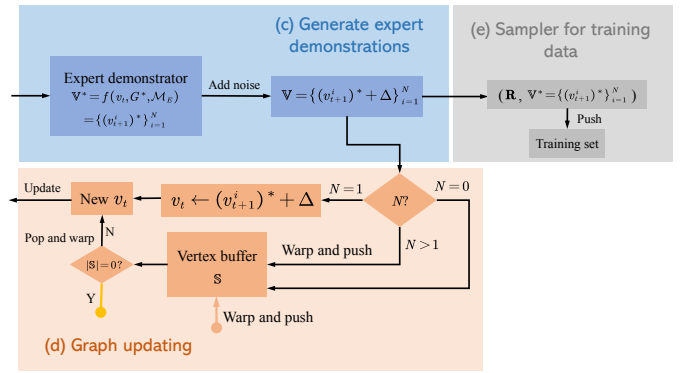 (c) Generate expert
demonstrations
(e) Sampler for training
data
Expert demonstrator
𝕍* = f(v_t, G*, ℳ_E)
= {(v^i_{t+1})*}^N_{i=1}
Add noise
𝕍 = {(v^i_{t+1})* + Δ}^N_{i=1}
(R, 𝕍* = {(v^i_{t+1})*}^N_{i=1})
Push
Training set
Update
New v_t
v_t ← (v^i_{t+1})* + Δ
N=1
N?
N=0
N>1
Pop and warp
N
|𝕊|=0?
Y
Vertex buffer
𝕊
Warp and push
Warp and push
(d) Graph updating